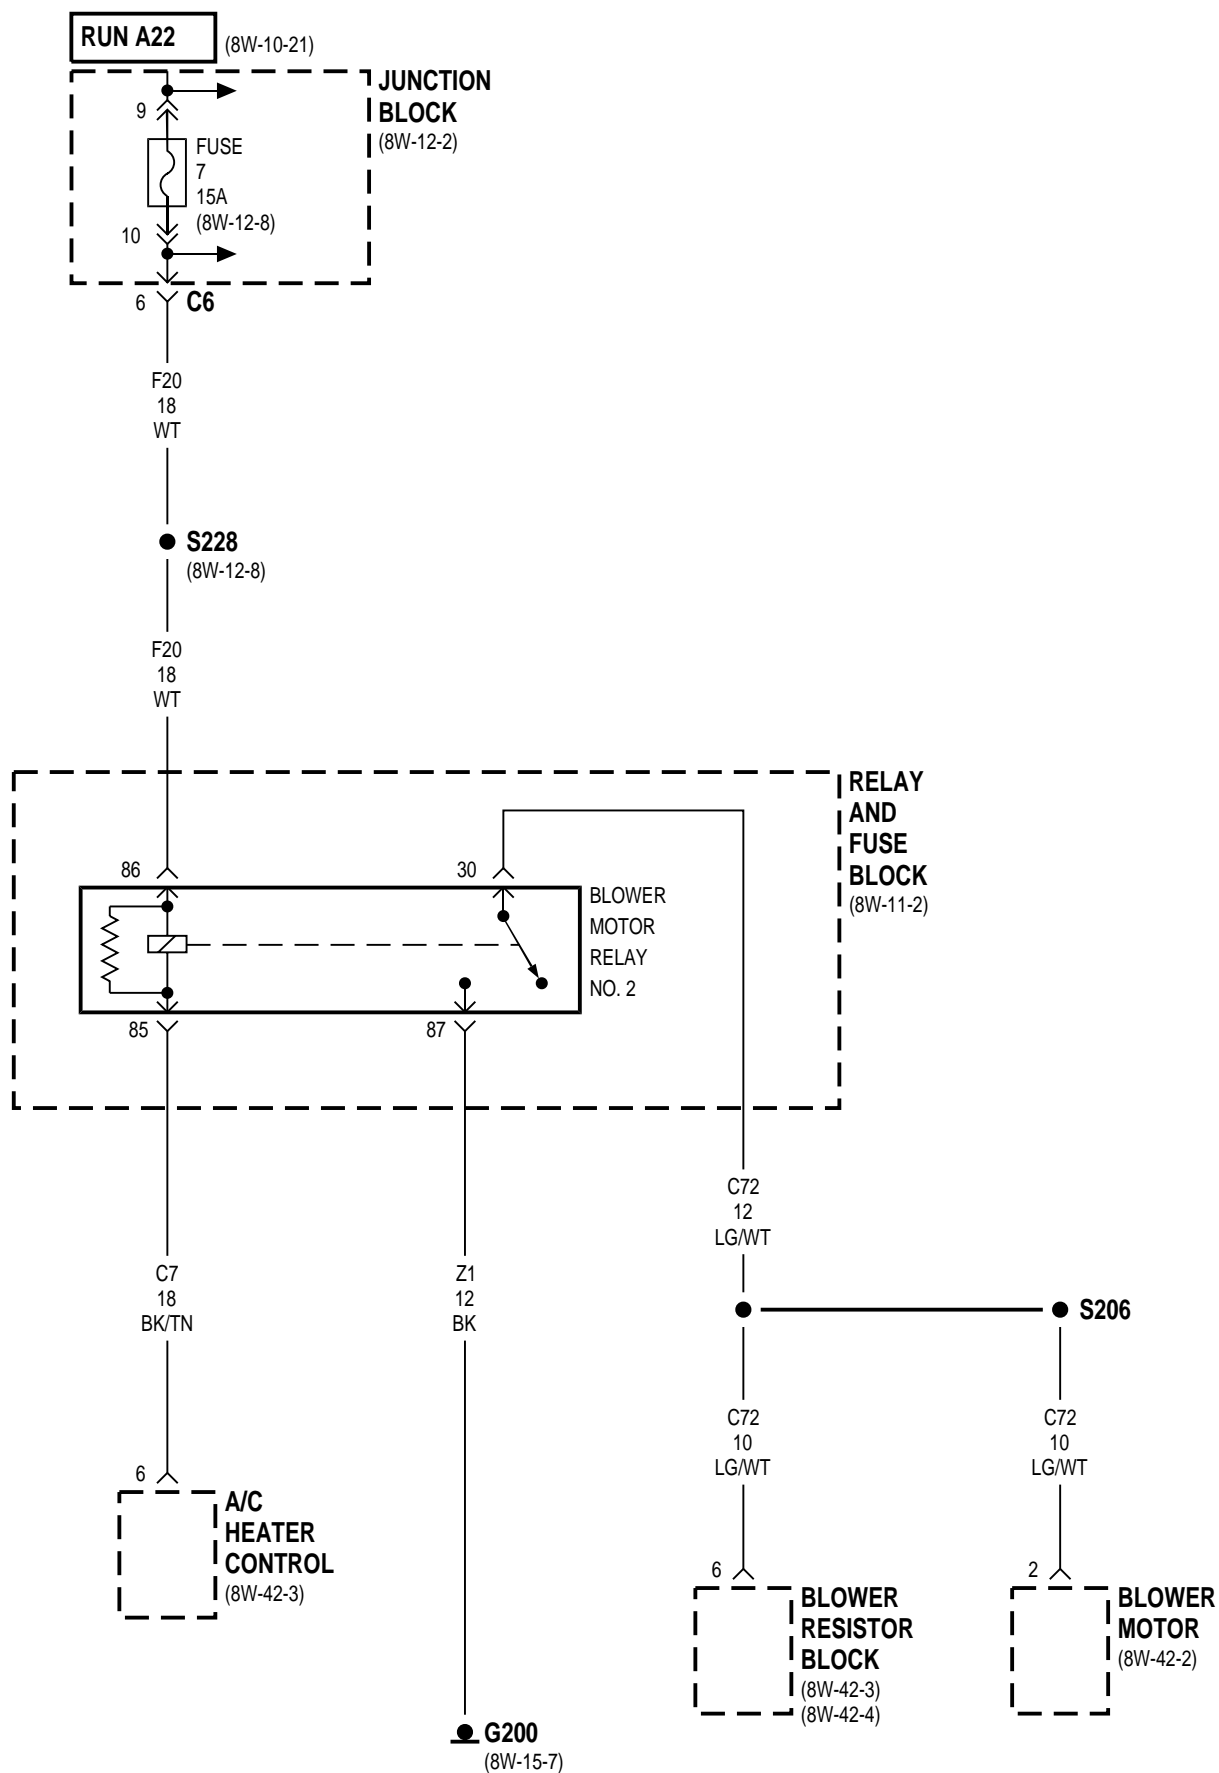 RUN A22
(8W-10-21)
JUNCTION
BLOCK
(8W-12-2)
9
FUSE
7
15A
(8W-12-8)
10
6
C6
F20
18
WT
S228
(8W-12-8)
F20
18
WT
RELAY
AND
FUSE
BLOCK
(8W-11-2)
86
30
BLOWER
MOTOR
RELAY
NO. 2
85
87
C72
12
LG/WT
C7
18
BK/TN
Z1
12
BK
S206
C72
10
LG/WT
C72
10
LG/WT
6
A/C
HEATER
CONTROL
(8W-42-3)
6
BLOWER
RESISTOR
BLOCK
(8W-42-3)
(8W-42-4)
2
BLOWER
MOTOR
(8W-42-2)
G200
(8W-15-7)